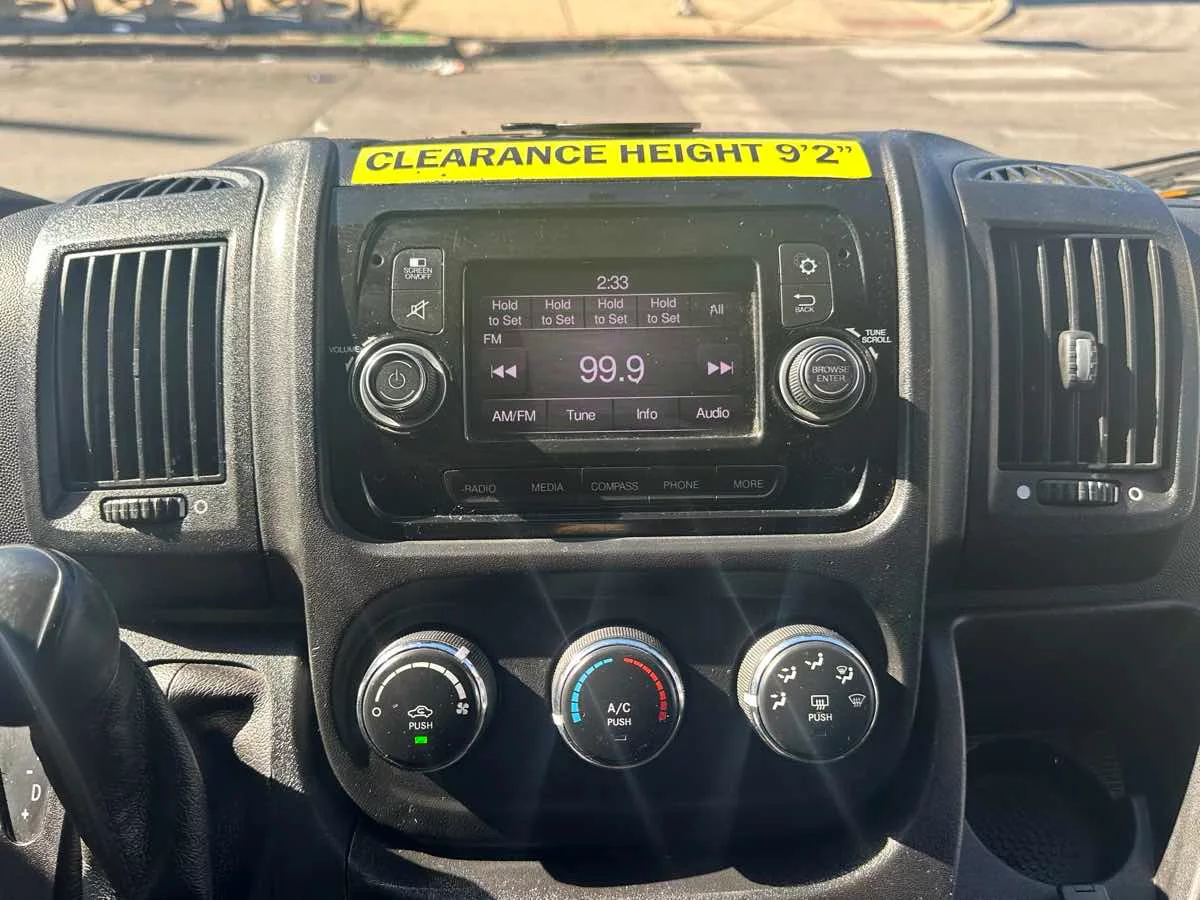 CLEARANCE HEIGHT 9'2"
SCREEN
ON/OFF
2:33
Hold
to Set
Hold
to Set
Hold
to Set
Hold
to Set
All
BACK
VOLUME
FM
99.9
TUNE
SCROLL
BROWSE
ENTER
AM/FM
Tune
Info
Audio
RADIO
MEDIA
COMPASS
PHONE
MORE
PUSH
A/C
PUSH
PUSH
-
D
+